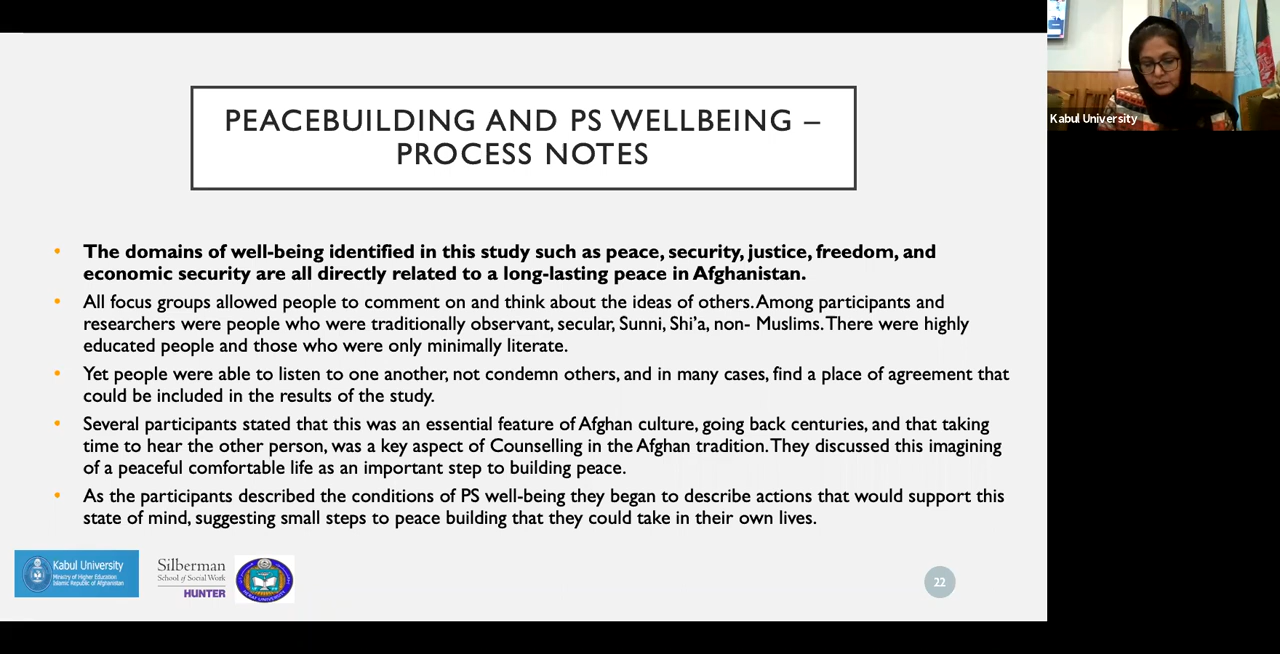 PEACEBUILDING AND PS WELLBEING –
PROCESS NOTES
• The domains of well-being identified in this study such as peace, security, justice, freedom, and
economic security are all directly related to a long-lasting peace in Afghanistan.
• All focus groups allowed people to comment on and think about the ideas of others. Among participants and
researchers were people who were traditionally observant, secular, Sunni, Shi’a, non- Muslims. There were highly
educated people and those who were only minimally literate.
• Yet people were able to listen to one another, not condemn others, and in many cases, find a place of agreement that
could be included in the results of the study.
• Several participants stated that this was an essential feature of Afghan culture, going back centuries, and that taking
time to hear the other person, was a key aspect of Counselling in the Afghan tradition. They discussed this imagining
of a peaceful comfortable life as an important step to building peace.
• As the participants described the conditions of PS well-being they began to describe actions that would support this
state of mind, suggesting small steps to peace building that they could take in their own lives.
Kabul University
Ministry of Higher Education
Islamic Republic of Afghanistan
Silberman
School of Social Work
HUNTER
22
Kabul University